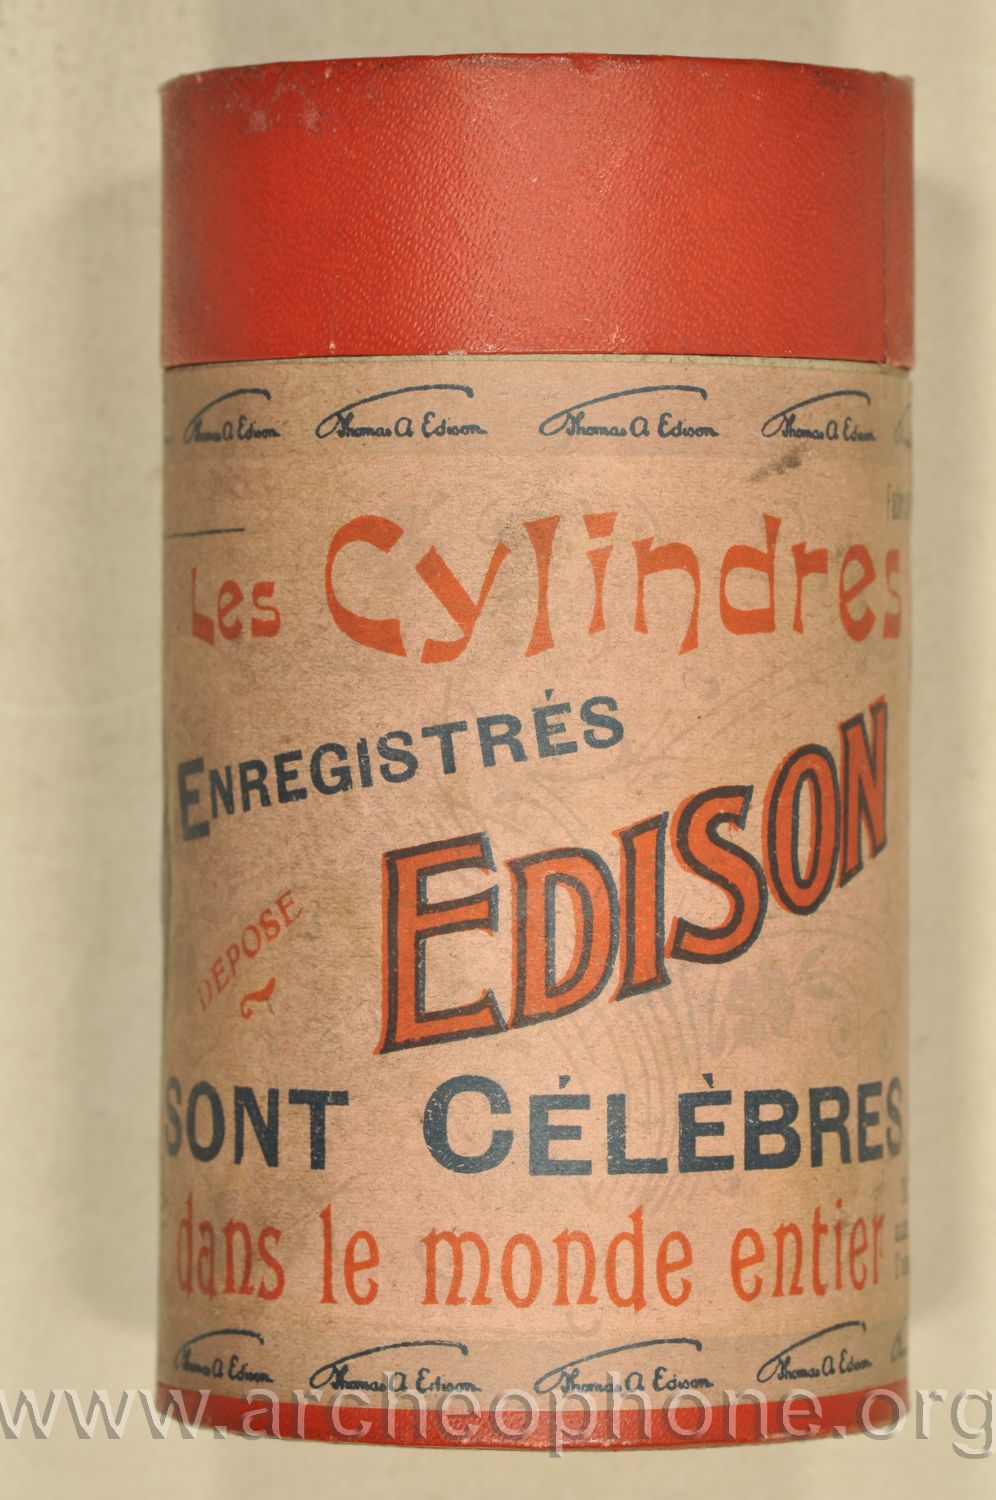 Thomas A Edison Thomas A Edison Thomas A Edison Thomas A Edison
Les Cylindres
ENREGISTRÉS
EDISON
DEPOSE
SONT CÉLÈBRES
dans le monde entier
Thomas A Edison Thomas A Edison Thomas A Edison Thomas A Edison
www.archeophone.org